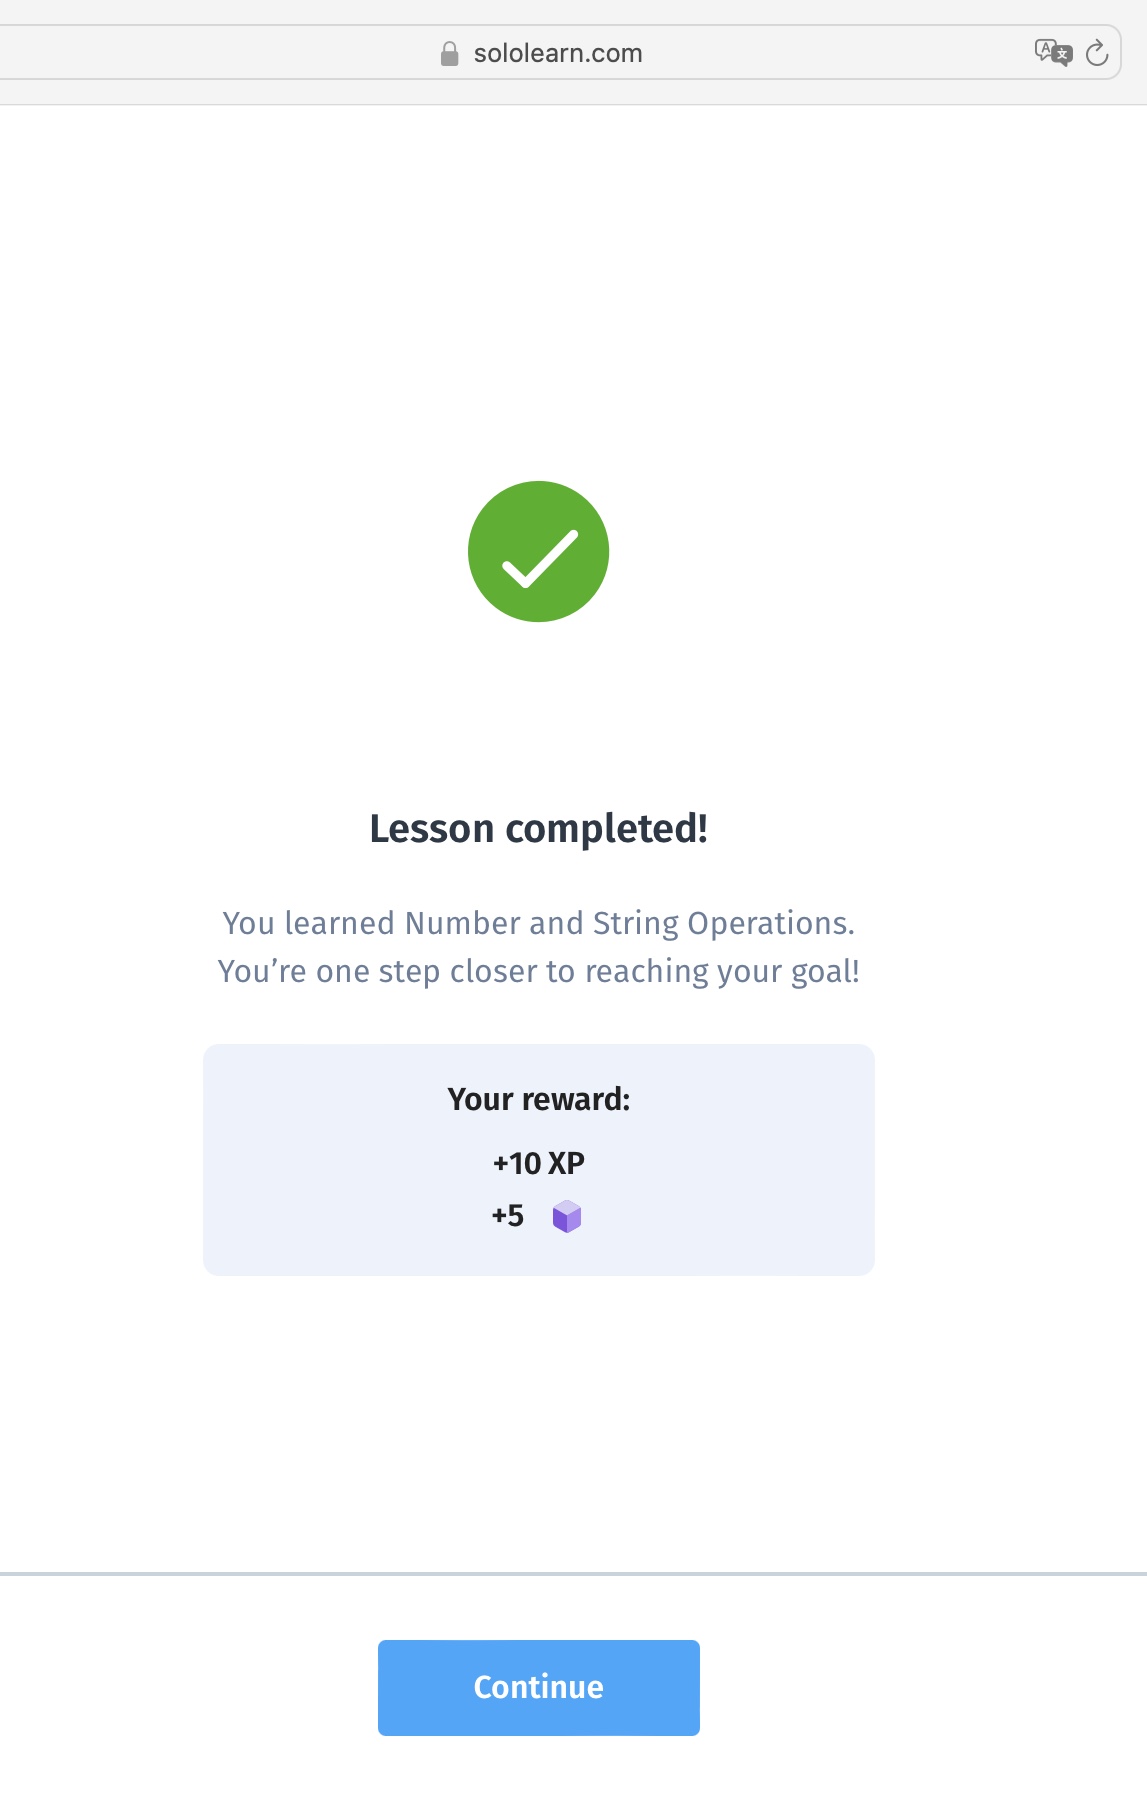 sololearn.com
Lesson completed!
You learned Number and String Operations.
You’re one step closer to reaching your goal!
Your reward:
+10 XP
+5
Continue